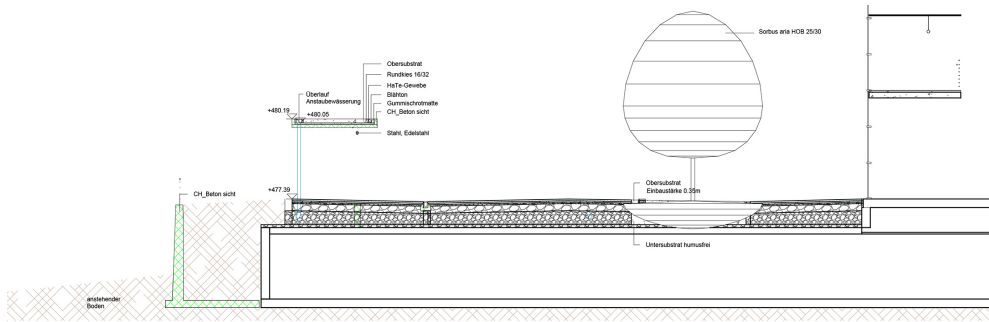 Sorbus aria HOB 25/30
Obersubstrat
Rundkies 16/32
HaTe-Gewebe
Blähton
Gummischrotmatte
CH_Beton sicht
Überlauf
Anstaubewässerung
+480.19
+480.05
Stahl, Edelstahl
CH_Beton sicht
+477.39
Obersubstrat
Einbaustärke 0.35m
Untersubstrat humusfrei
anstehender
Boden